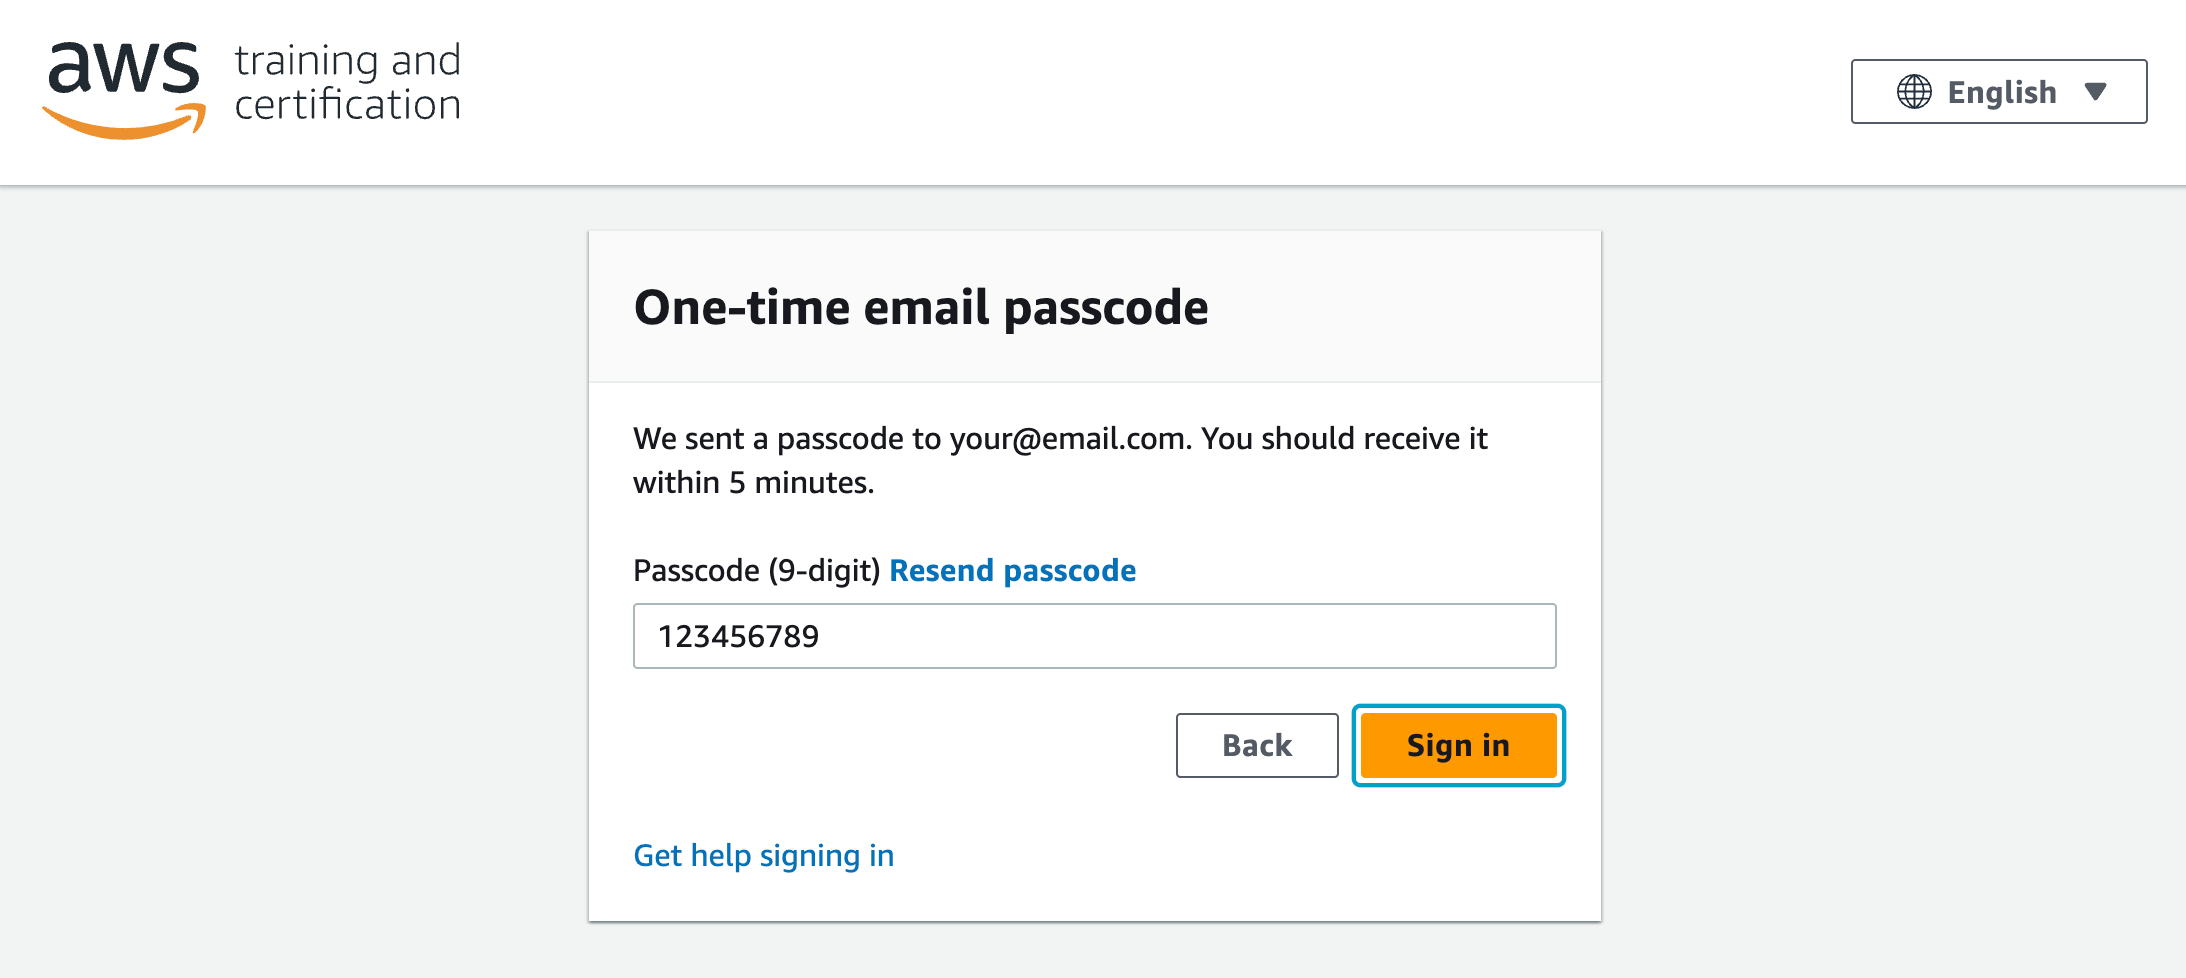 aws
training and
certification
English
One-time email passcode
We sent a passcode to your@email.com. You should receive it
within 5 minutes.
Passcode (9-digit) Resend passcode
123456789
Back
Sign in
Get help signing in